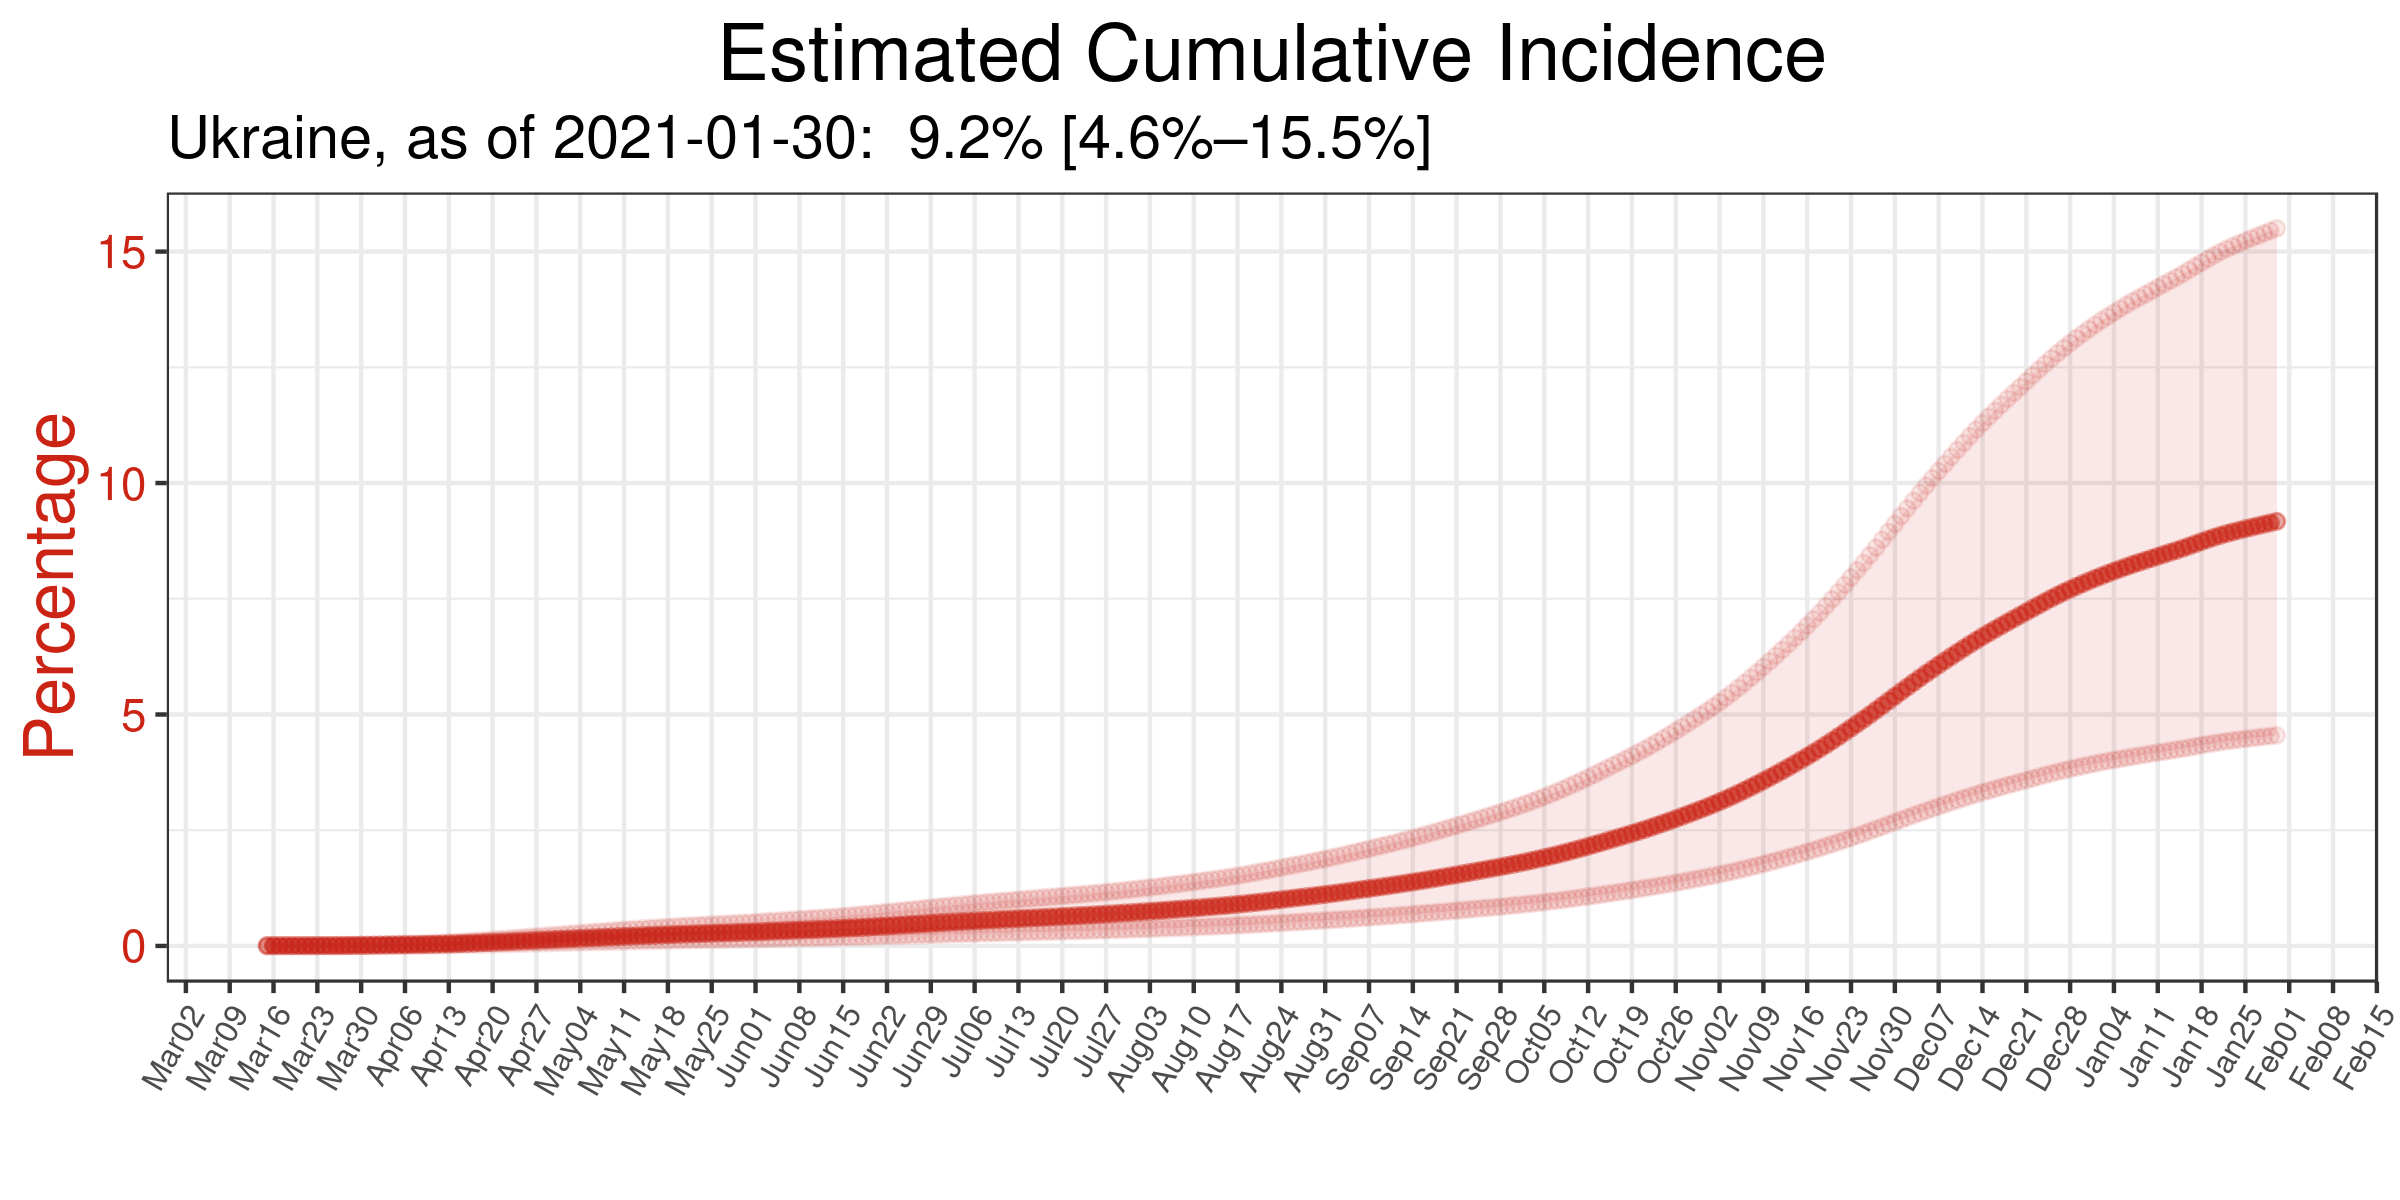 Estimated Cumulative Incidence
Ukraine, as of 2021-01-30:  9.2% [4.6%–15.5%]
Percentage
15
10
5
0
Mar02
Mar09
Mar16
Mar23
Mar30
Apr06
Apr13
Apr20
Apr27
May04
May11
May18
May25
Jun01
Jun08
Jun15
Jun22
Jun29
Jul06
Jul13
Jul20
Jul27
Aug03
Aug10
Aug17
Aug24
Aug31
Sep07
Sep14
Sep21
Sep28
Oct05
Oct12
Oct19
Oct26
Nov02
Nov09
Nov16
Nov23
Nov30
Dec07
Dec14
Dec21
Dec28
Jan04
Jan11
Jan18
Jan25
Feb01
Feb08
Feb15